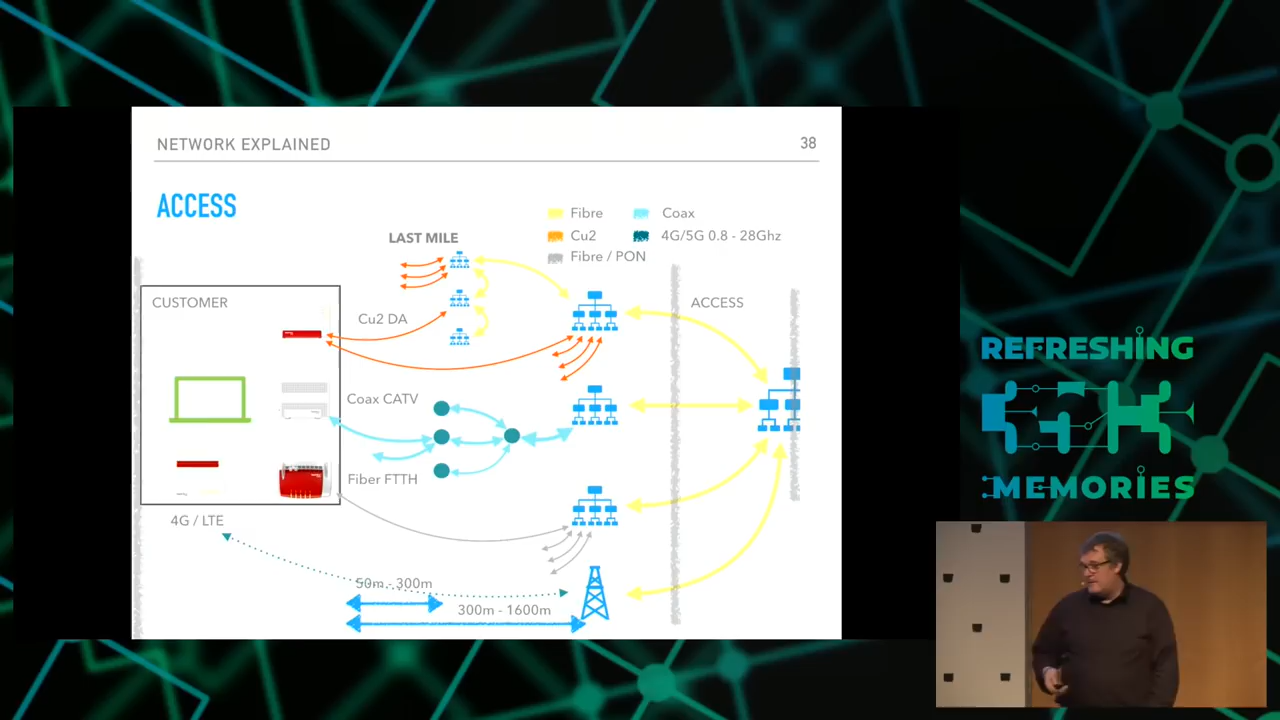 NETWORK EXPLAINED
38
ACCESS
Fibre
Coax
LAST MILE
Cu2
4G/5G 0.8 - 28Ghz
Fibre / PON
CUSTOMER
ACCESS
Cu2 DA
Coax CATV
Fiber FTTH
4G / LTE
50m - 300m
300m - 1600m
REFRESHING
MEMORIES